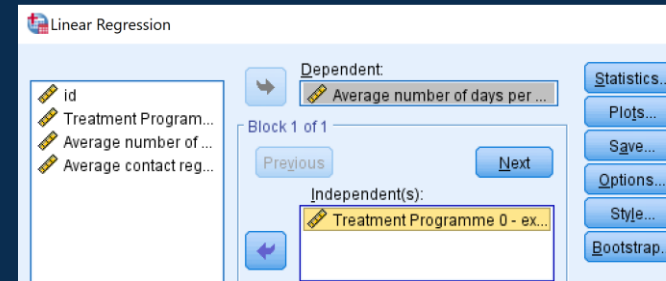 Linear Regression
id
Treatment Program...
Average number of ...
Average contact reg...
Dependent:
Average number of days per ...
Block 1 of 1
Previous
Next
Independent(s):
Treatment Programme 0 - ex...
Statistics...
Plots...
Save...
Options...
Style...
Bootstrap...